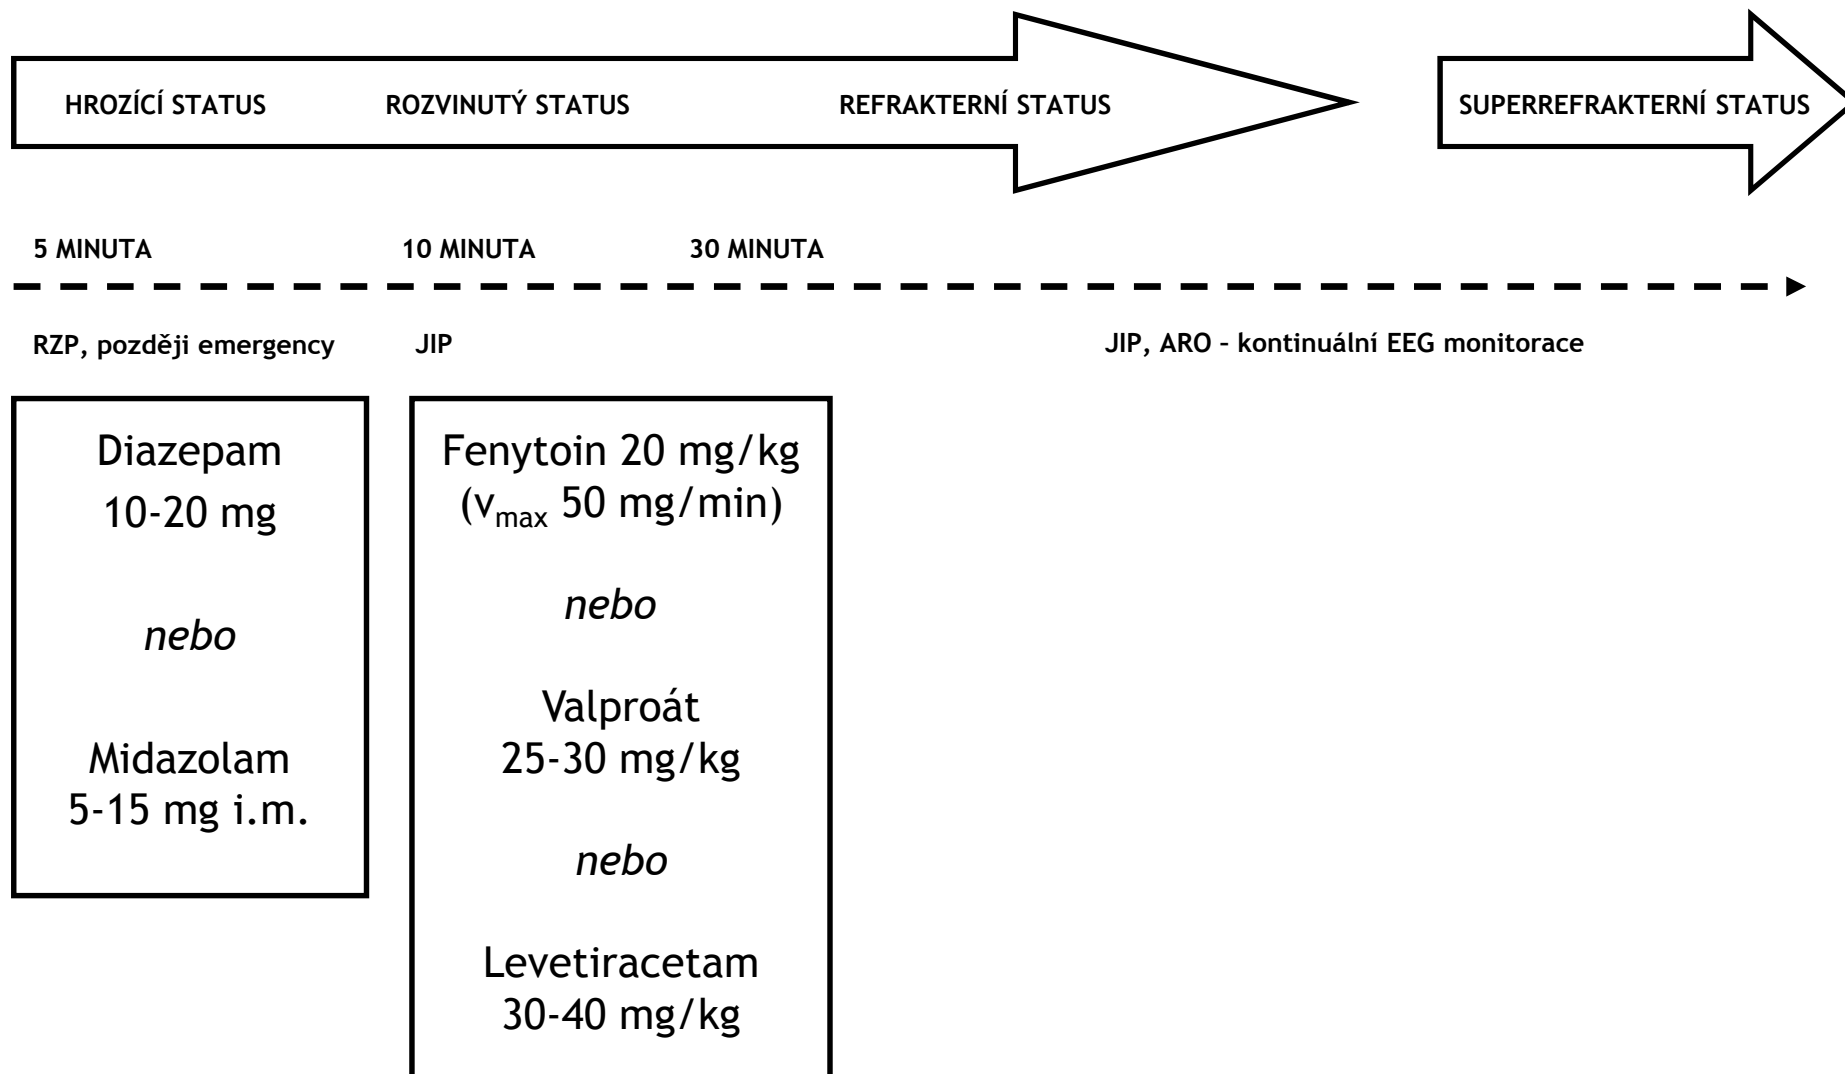 HROZÍCÍ STATUS
ROZVINUTÝ STATUS
REFRAKTERNÍ STATUS
SUPERREFRAKTERNÍ STATUS
5 MINUTA
10 MINUTA
30 MINUTA
RZP, později emergency
JIP
JIP, ARO – kontinuální EEG monitorace
Diazepam
10-20 mg
nebo
Midazolam
5-15 mg i.m.
Fenytoin 20 mg/kg
(vmax 50 mg/min)
nebo
Valproát
25-30 mg/kg
nebo
Levetiracetam
30-40 mg/kg